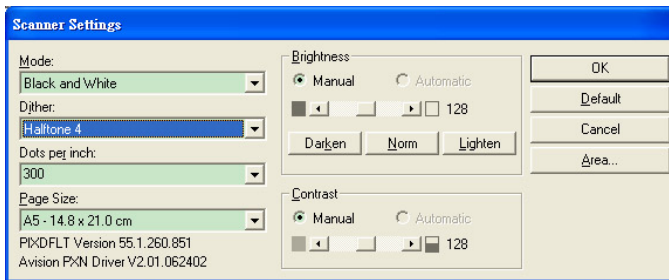 Scanner Settings
Mode:
Black and White
Dither:
Halftone 4
Dots per inch:
300
Page Size:
A5 - 14.8 x 21.0 cm
PIXDFLT Version 55.1.260.851
Avision PXN Driver V2.01.062402
Brightness
Manual Automatic
128
Darken Norm Lighten
Contrast
Manual Automatic
128
OK
Default
Cancel
Area...